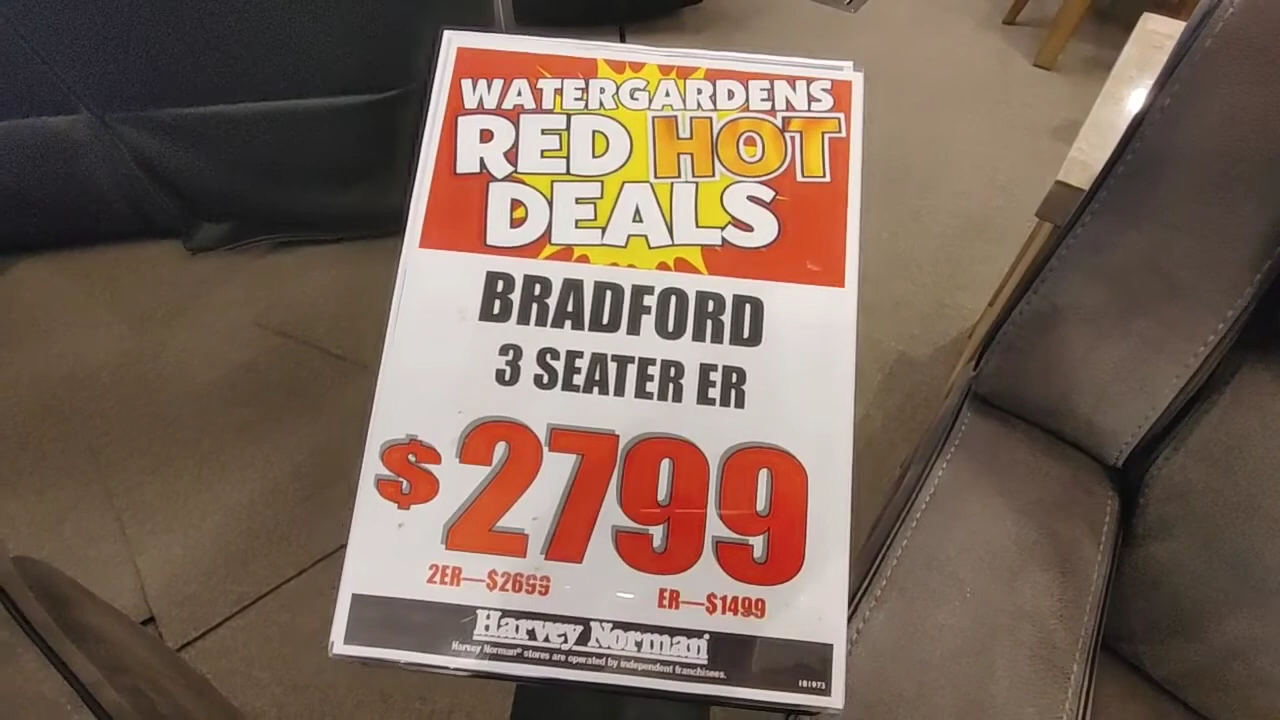 WATERGARDENS
RED HOT
DEALS
BRADFORD
3 SEATER ER
$2799
2ER—$2699
ER—$1499
Harvey Norman
Harvey Norman® stores are operated by independent franchisees.
181973